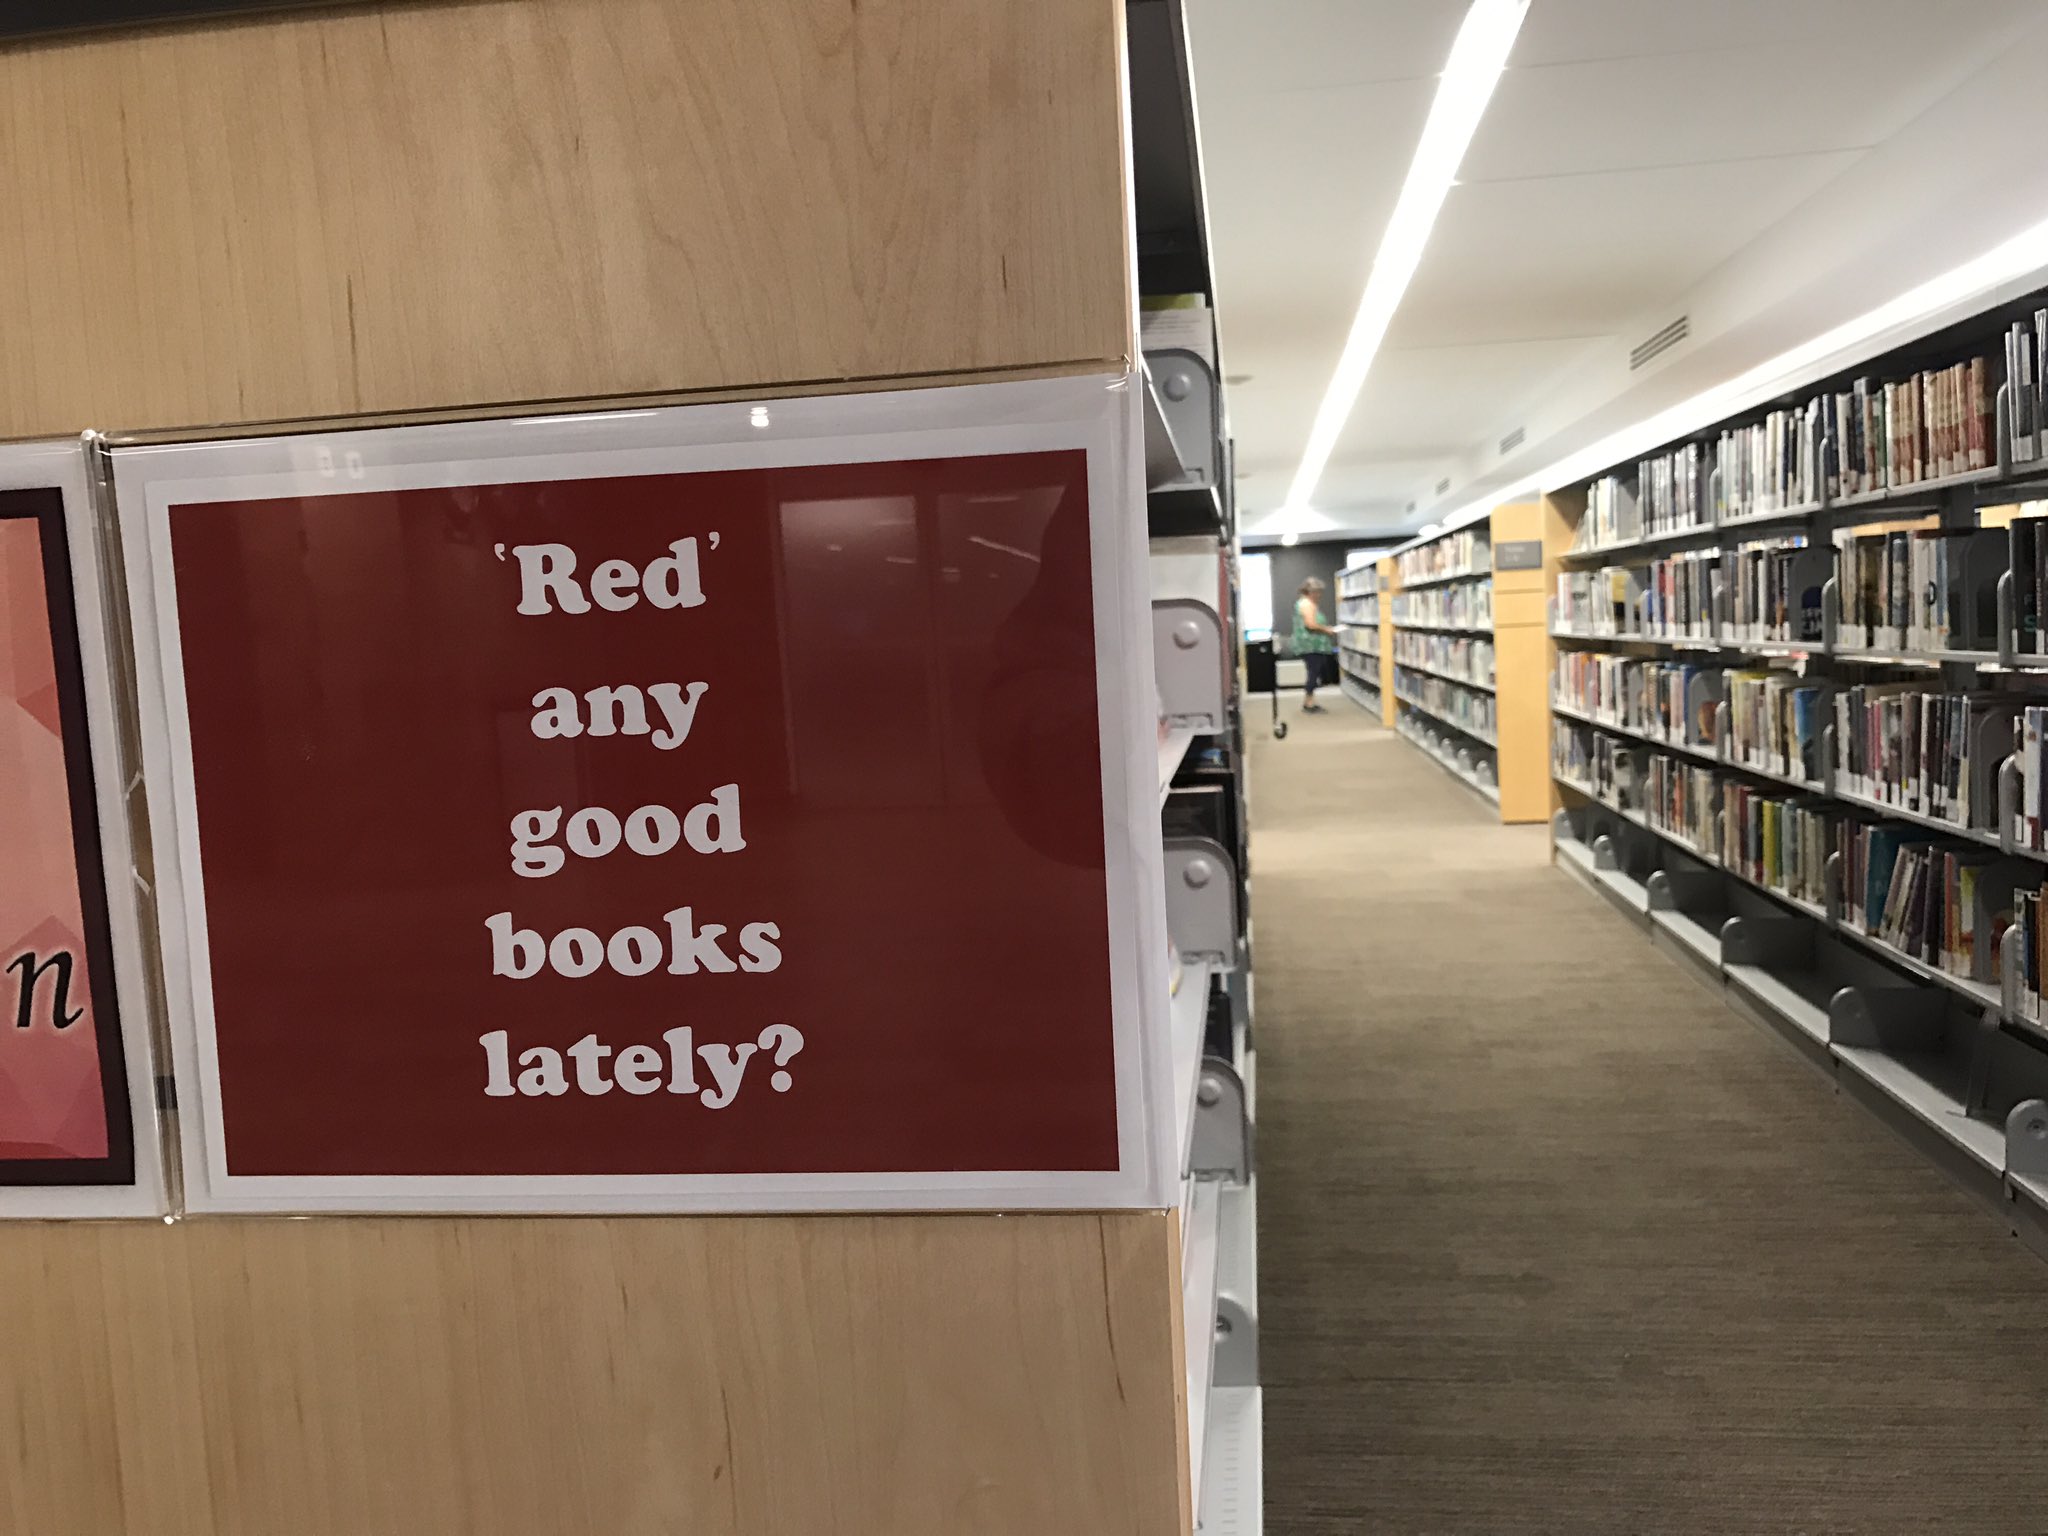 ‘Red’
any
good
books
lately?
n